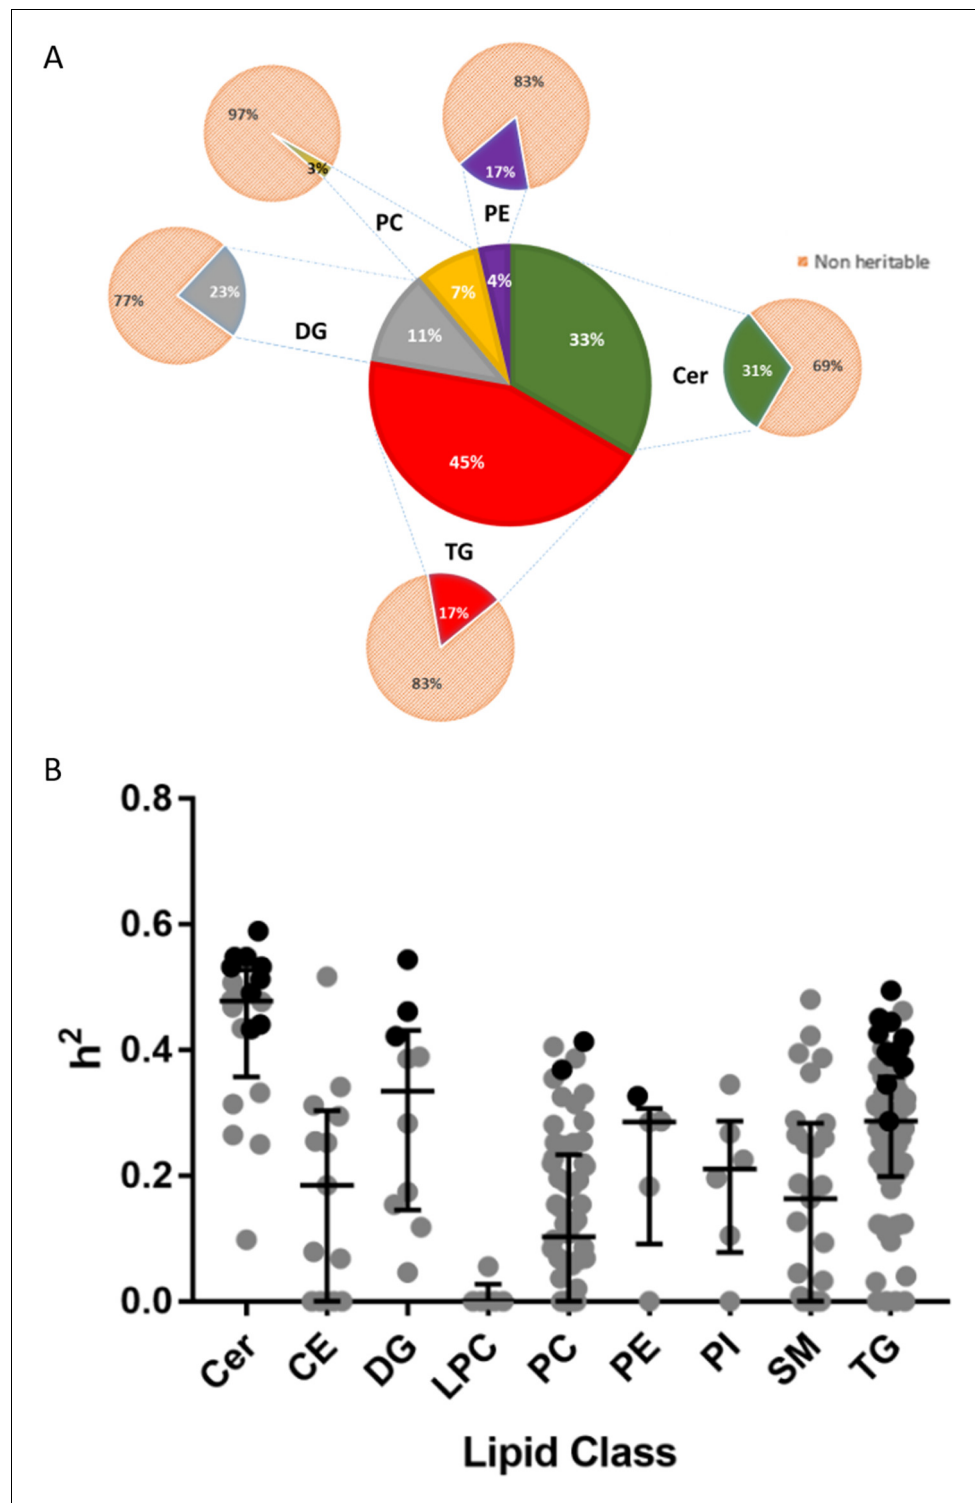 A
97%
3%
83%
17%
PC
PE
77%
23%
DG
11%
7%
4%
33%
45%
Non heritable
Cer
31%
69%
TG
17%
83%
B
0.8
0.6
0.4
0.2
0.0
h²
Cer
CE
DG
LPC
PC
PE
PI
SM
TG
Lipid Class